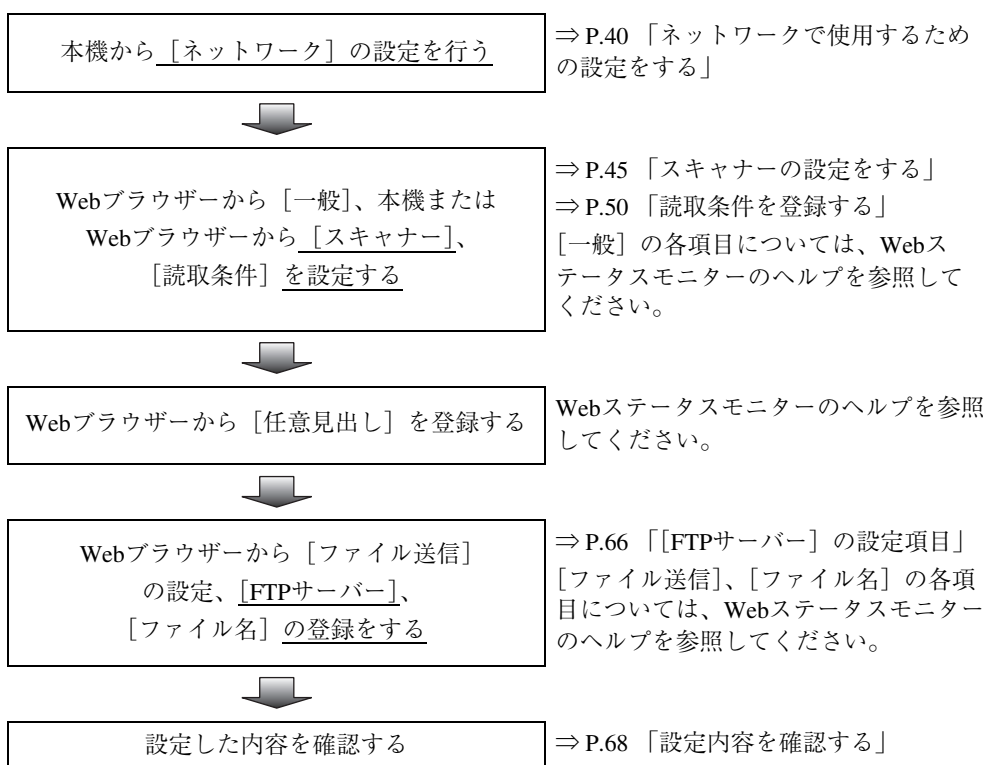 本機から［ネットワーク］の設定を行う
⇒ P.40 「ネットワークで使用するため
の設定をする」
Webブラウザーから［一般］、本機または
Webブラウザーから［スキャナー］、
［読取条件］を設定する
⇒ P.45 「スキャナーの設定をする」
⇒ P.50 「読取条件を登録する」
［一般］の各項目については、Webス
テータスモニターのヘルプを参照して
ください。
Webブラウザーから［任意見出し］を登録する
Webステータスモニターのヘルプを参照
してください。
Webブラウザーから［ファイル送信］
の設定、［FTPサーバー］、
［ファイル名］の登録をする
⇒ P.66 「［FTPサーバー］の設定項目」
［ファイル送信］、［ファイル名］の各項
目については、Webステータスモニター
のヘルプを参照してください。
設定した内容を確認する
⇒ P.68 「設定内容を確認する」